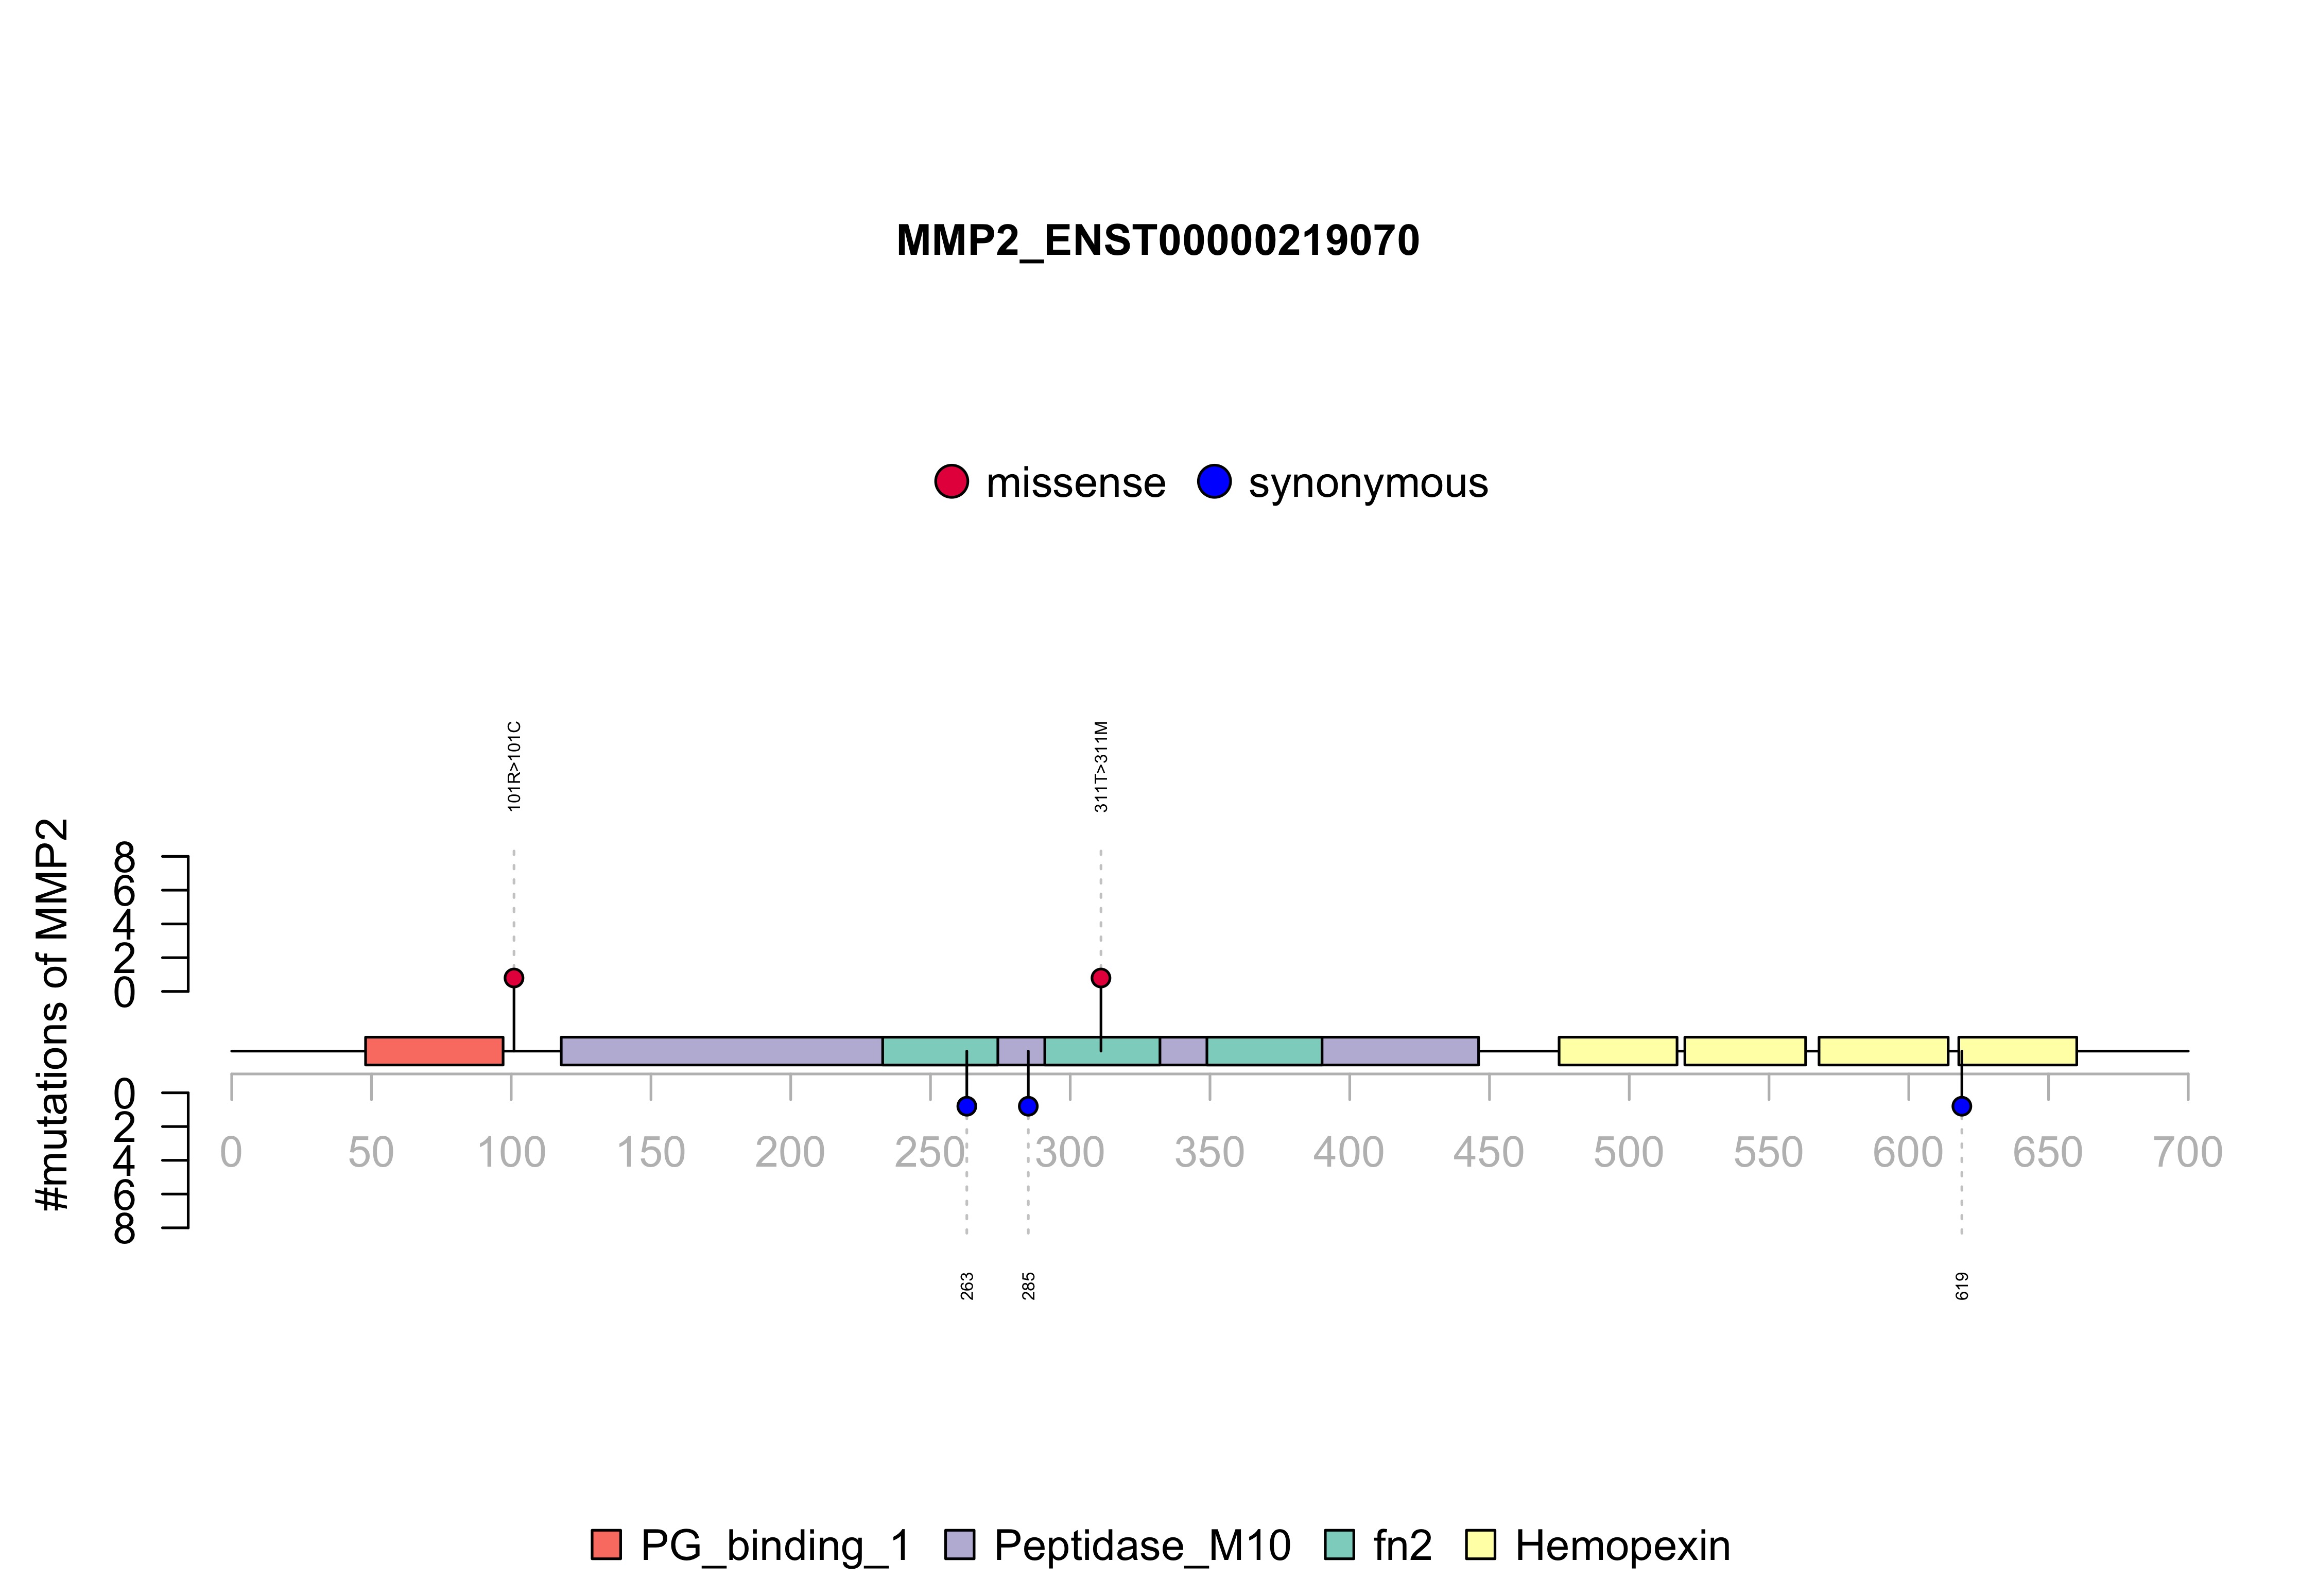 MMP2_ENST00000219070
missense synonymous
101R>101C 311T>311M
#mutations of MMP2
8
6
4
2
0
0
2
4
6
8
0 50 100 150 200 250 300 350 400 450 500 550 600 650 700
263 285 619
PG_binding_1 Peptidase_M10 fn2 Hemopexin